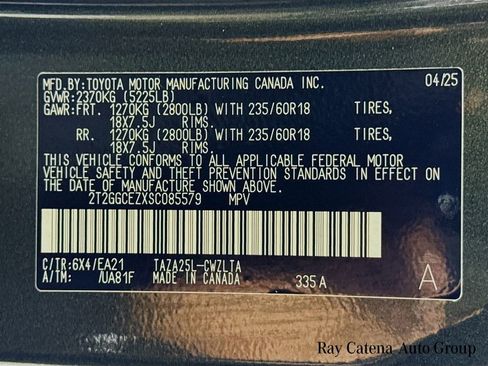 MFD.BY:TOYOTA MOTOR MANUFACTURING CANADA INC. 04/25
GVWR:2370KG (5225LB)
GAWR:FRT. 1270KG (2800LB) WITH 235/60R18 TIRES,
18X7.5J RIMS.
RR. 1270KG (2800LB) WITH 235/60R18 TIRES,
18X7.5J RIMS.
THIS VEHICLE CONFORMS TO ALL APPLICABLE FEDERAL MOTOR
VEHICLE SAFETY AND THEFT PREVENTION STANDARDS IN EFFECT
ON THE DATE OF MANUFACTURE SHOWN ABOVE.
2T2GGCEZXSC085579 MPV
C/TR:6X4/EA21 TAZA25L-CWZLTA
A/TM: /UA81F MADE IN CANADA 335A A
Ray Catena Auto Group